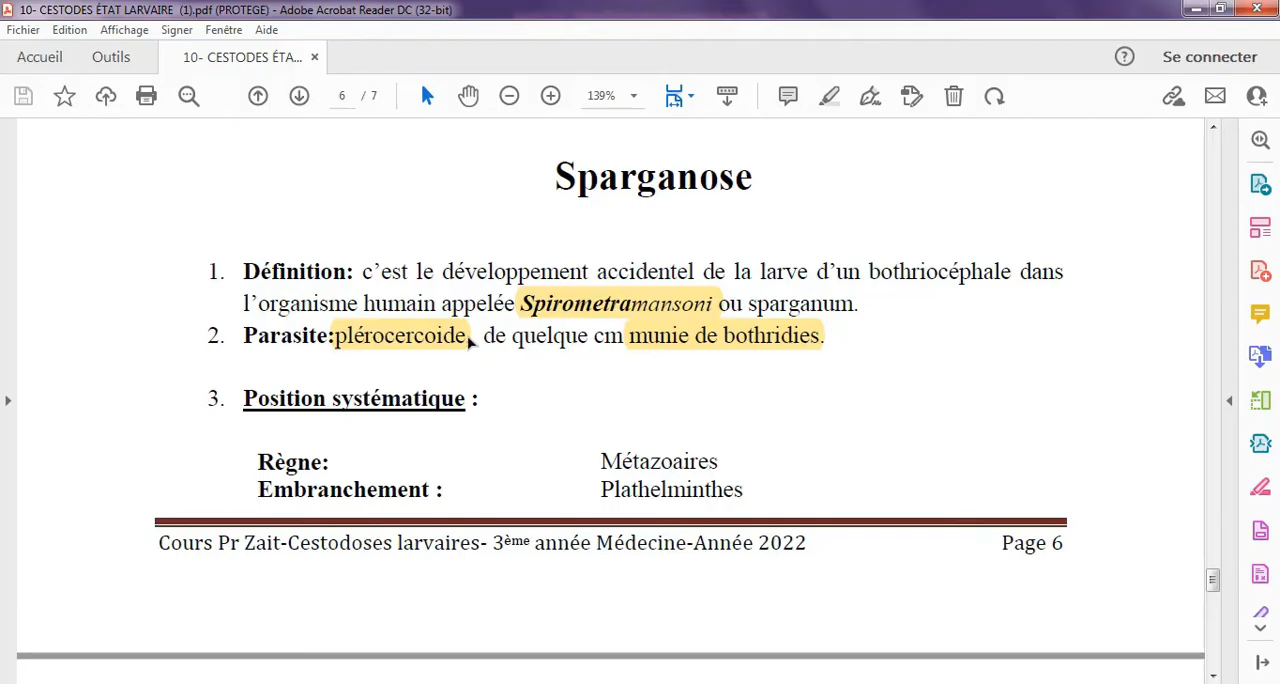 10- CESTODES ÉTAT LARVAIRE (1).pdf (PROTEGE) - Adobe Acrobat Reader DC (32-bit)
Fichier Edition Affichage Signer Fenêtre Aide
Accueil Outils 10- CESTODES ÉTA... × ? Se connecter
6 / 7 139%
Sparganose
1. Définition: c’est le développement accidentel de la larve d’un bothriocéphale dans
l’organisme humain appelée Spirometramansoni ou sparganum.
2. Parasite:plérocercoide, de quelque cm munie de bothridies.
3. Position systématique :
Règne: Métazoaires
Embranchement : Plathelminthes
Cours Pr Zait-Cestodoses larvaires- 3ème année Médecine-Année 2022 Page 6